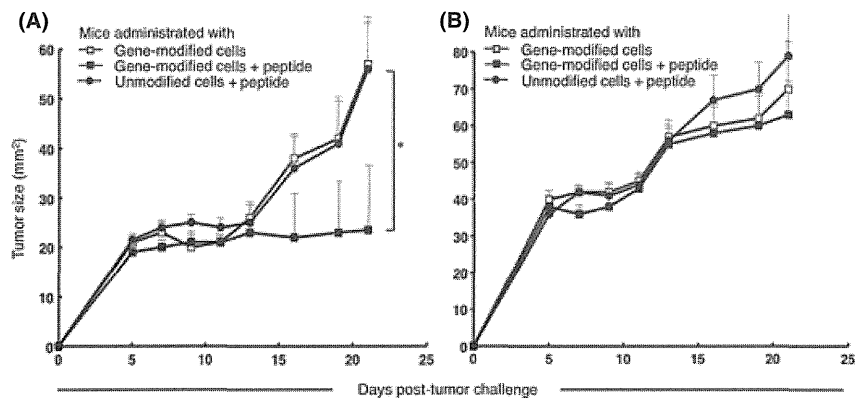 (A)
Mice administrated with
Gene-modified cells
Gene-modified cells + peptide
Unmodified cells + peptide
60
50
40
30
20
10
0
Tumor size (mm²)
*
0 5 10 15 20 25
(B)
Mice administrated with
Gene-modified cells
Gene-modified cells + peptide
Unmodified cells + peptide
80
70
60
50
40
30
20
10
0
0 5 10 15 20 25
Days post-tumor challenge